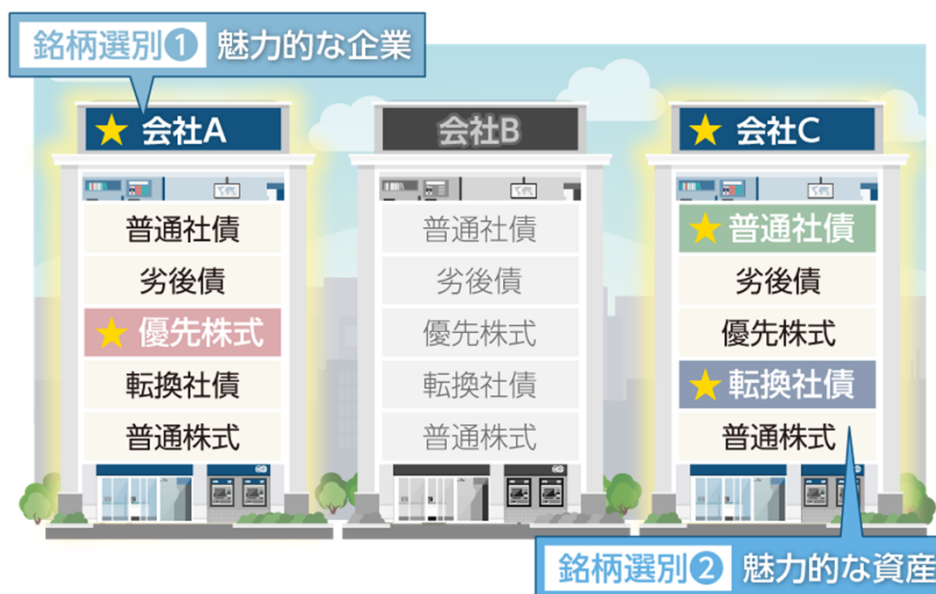 銘柄選別❶ 魅力的な企業
★ 会社A
普通社債
劣後債
★ 優先株式
転換社債
普通株式
会社B
普通社債
劣後債
優先株式
転換社債
普通株式
★ 会社C
★ 普通社債
劣後債
優先株式
★ 転換社債
普通株式
銘柄選別❷ 魅力的な資産